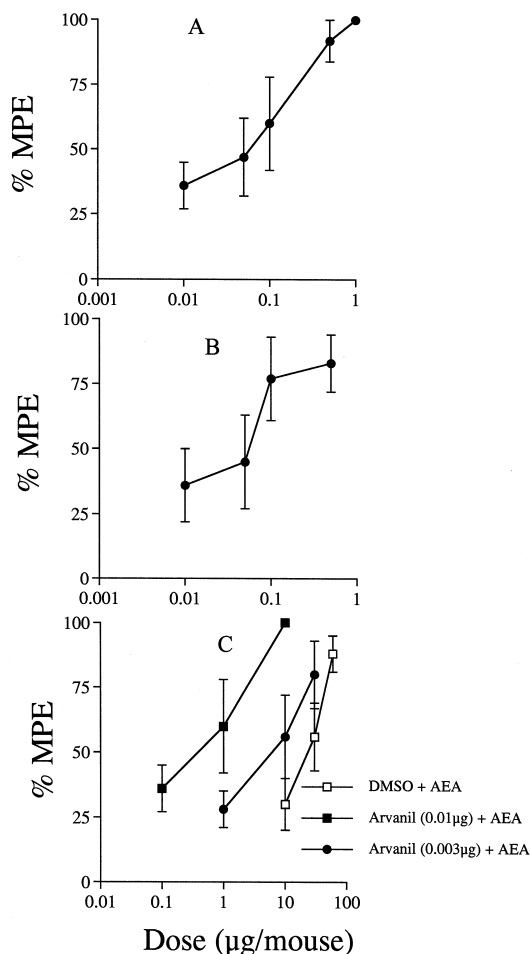 A
% MPE
100
75
50
25
0
0.001 0.01 0.1 1
B
% MPE
100
75
50
25
0
0.001 0.01 0.1 1
C
% MPE
100
75
50
25
0
0.01 0.1 1 10 100
DMSO + AEA
Arvanil (0.01µg) + AEA
Arvanil (0.003µg) + AEA
Dose (µg/mouse)